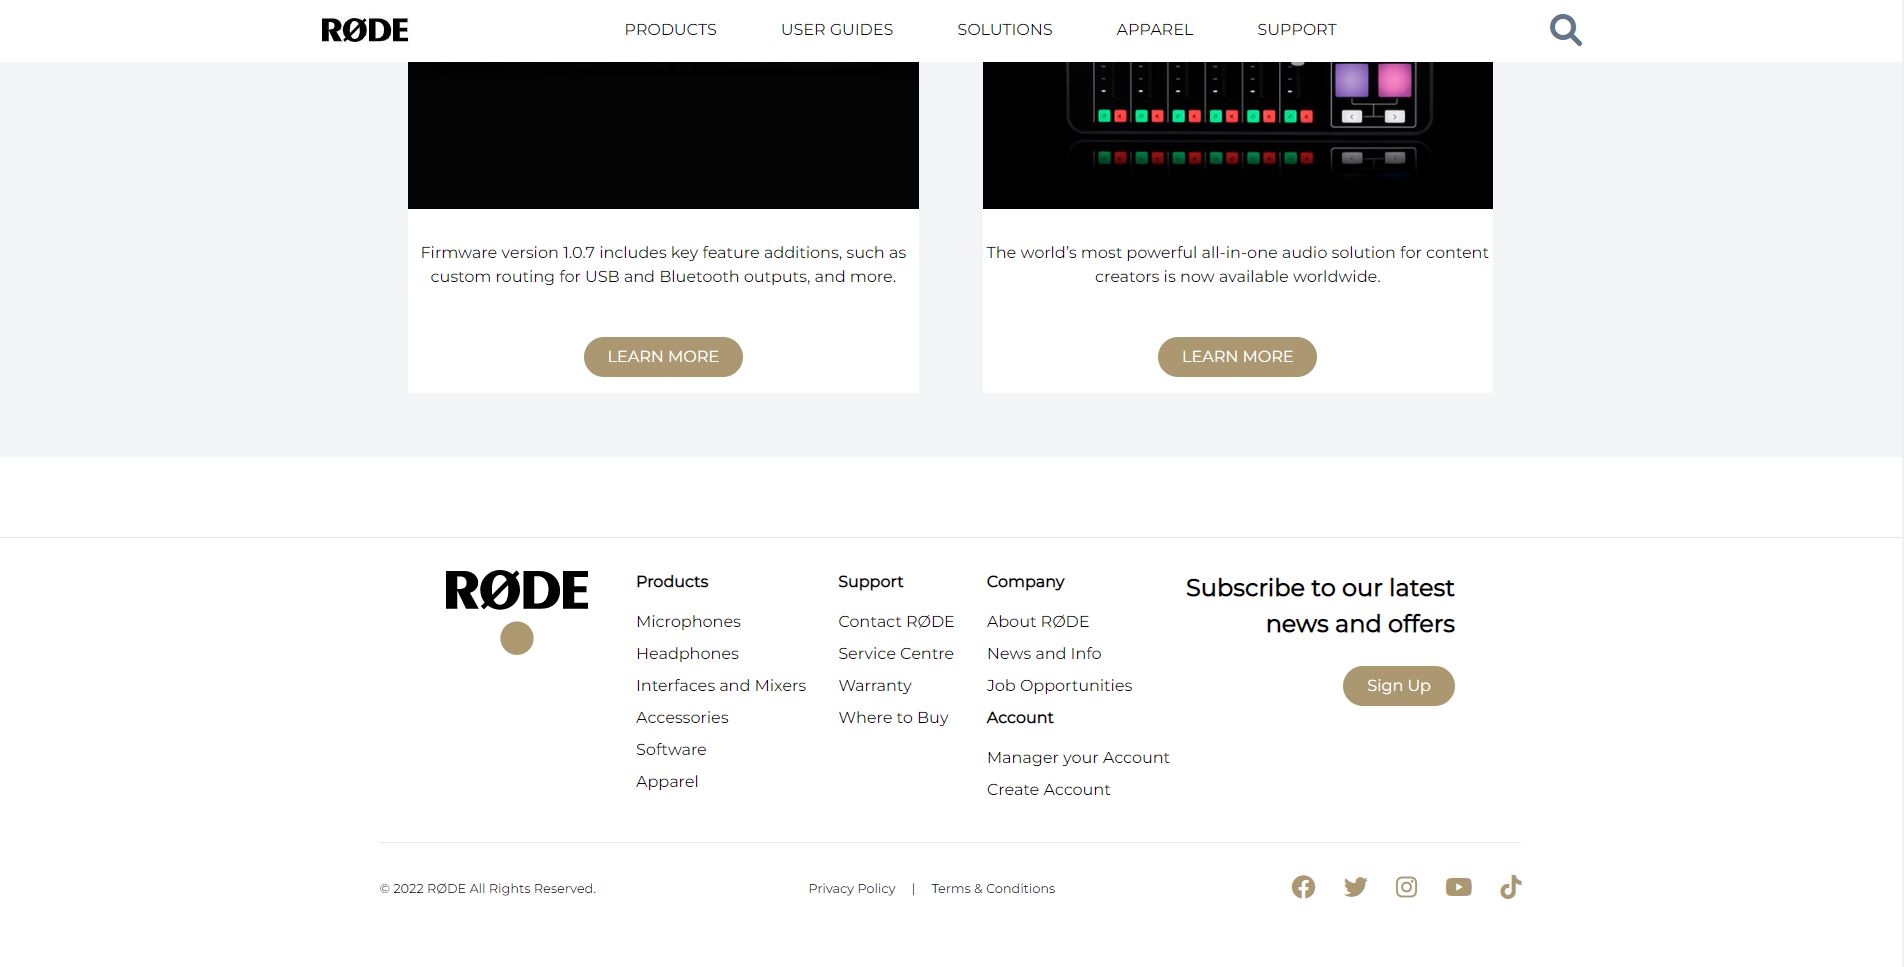 RØDE
PRODUCTS
USER GUIDES
SOLUTIONS
APPAREL
SUPPORT
Firmware version 1.0.7 includes key feature additions, such as
custom routing for USB and Bluetooth outputs, and more.
LEARN MORE
The world’s most powerful all-in-one audio solution for content
creators is now available worldwide.
LEARN MORE
RØDE
Products
Microphones
Headphones
Interfaces and Mixers
Accessories
Software
Apparel
Support
Contact RØDE
Service Centre
Warranty
Where to Buy
Company
About RØDE
News and Info
Job Opportunities
Account
Manager your Account
Create Account
Subscribe to our latest
news and offers
Sign Up
© 2022 RØDE All Rights Reserved.
Privacy Policy | Terms & Conditions